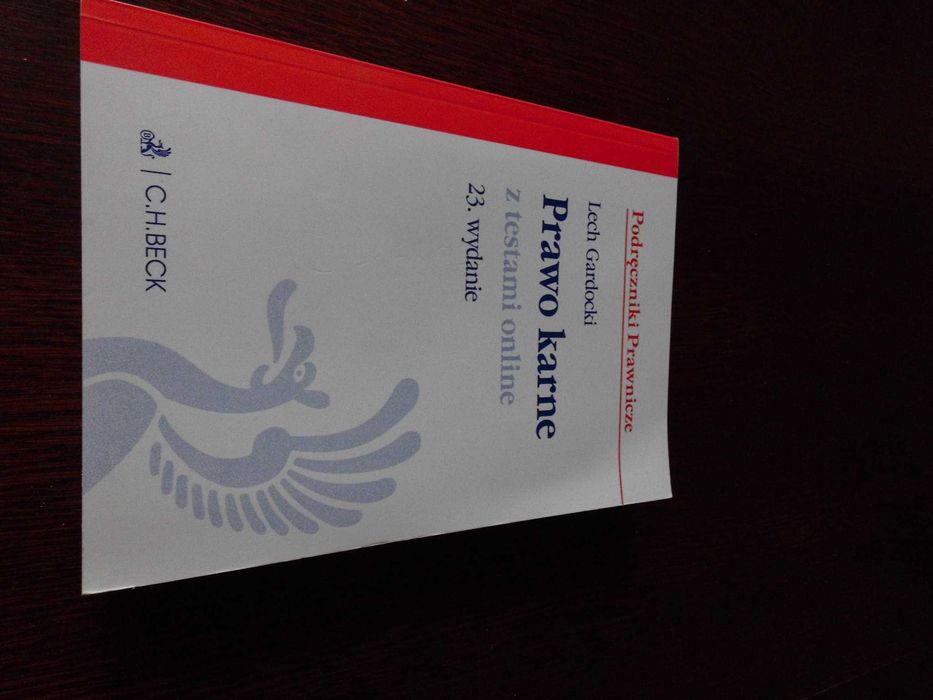 Podręczniki Prawnicze
Lech Gardocki
Prawo karne
z testami online
23. wydanie
C.H.BECK